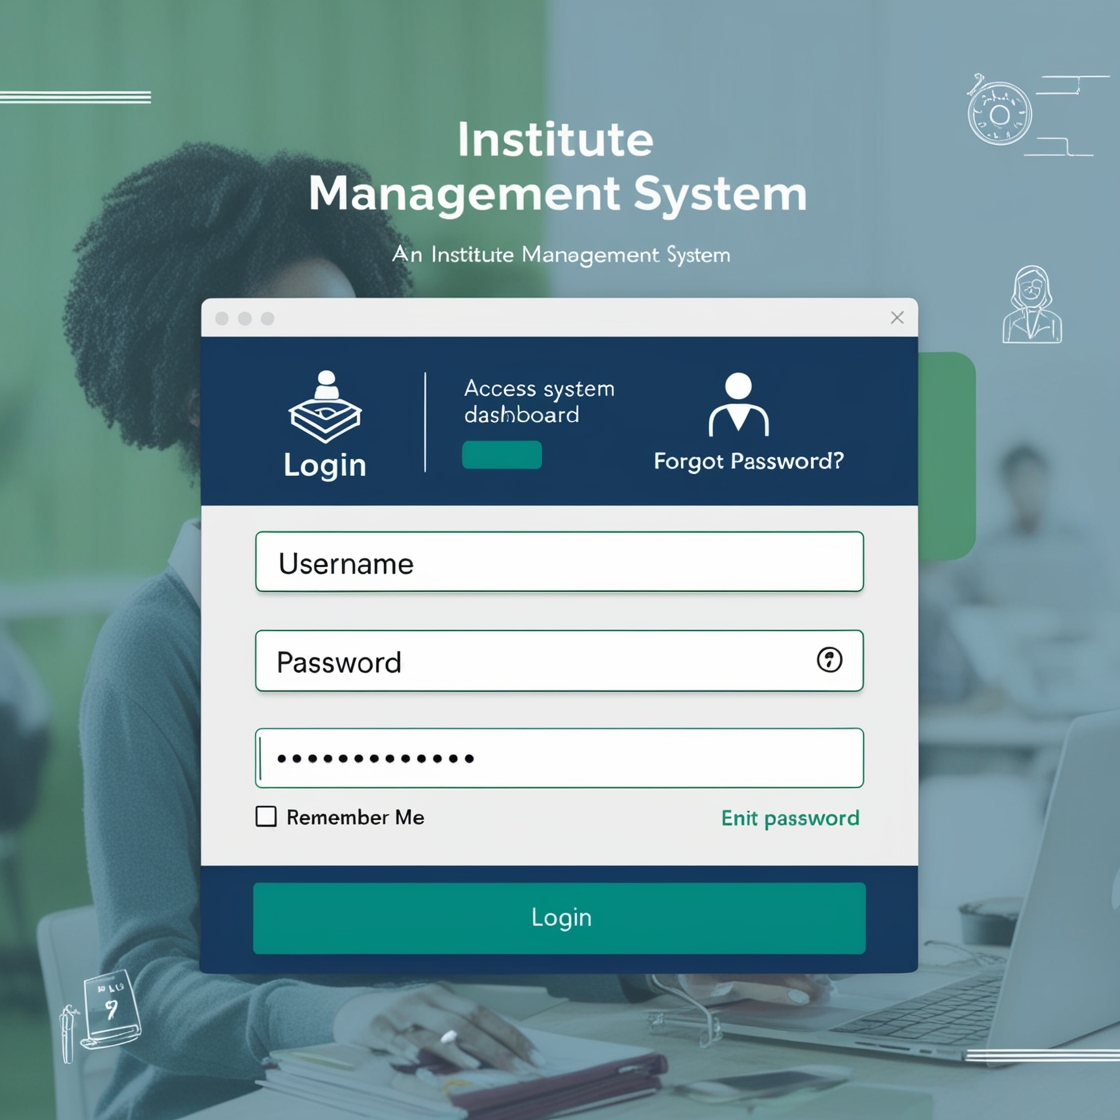 Institute
Management System
An Institute Management System
Login
Access system
dashboard
Forgot Password?
Username
Password
•••••••••••••
Remember Me
Enit password
Login
9